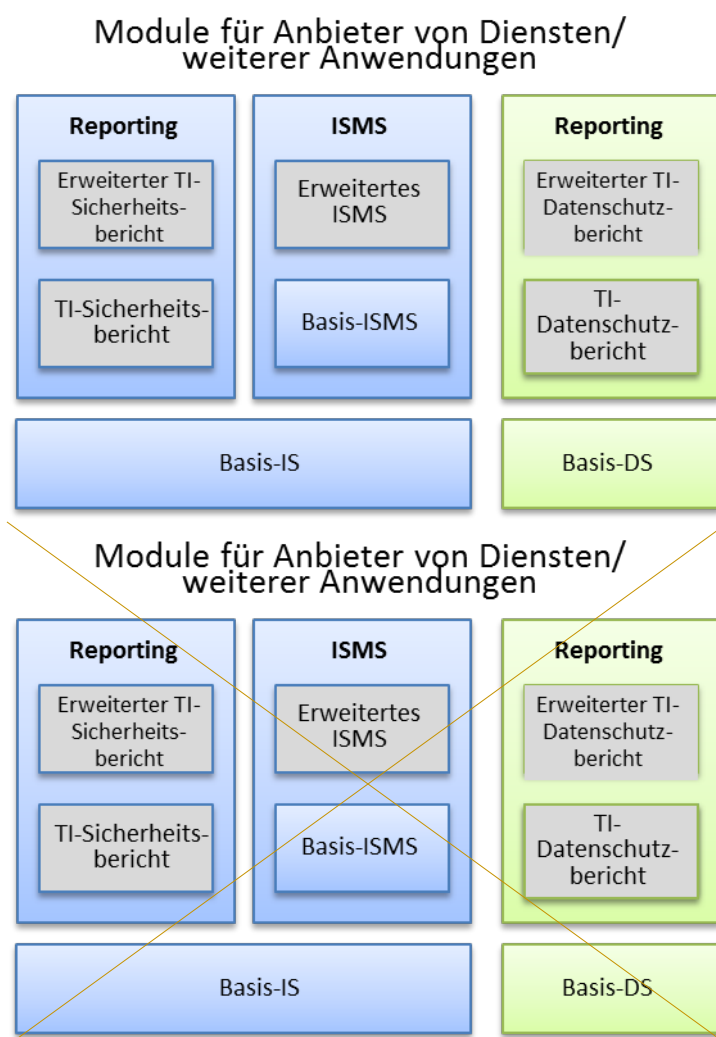 Module für Anbieter von Diensten/
weiterer Anwendungen
Reporting
Erweiterter TI-
Sicherheits-
bericht
TI-Sicherheits-
bericht
ISMS
Erweitertes
ISMS
Basis-ISMS
Reporting
Erweiterter TI-
Datenschutz-
bericht
TI-
Datenschutz-
bericht
Basis-IS
Basis-DS
Module für Anbieter von Diensten/
weiterer Anwendungen
Reporting
Erweiterter TI-
Sicherheits-
bericht
TI-Sicherheits-
bericht
ISMS
Erweitertes
ISMS
Basis-ISMS
Reporting
Erweiterter TI-
Datenschutz-
bericht
TI-
Datenschutz-
bericht
Basis-IS
Basis-DS